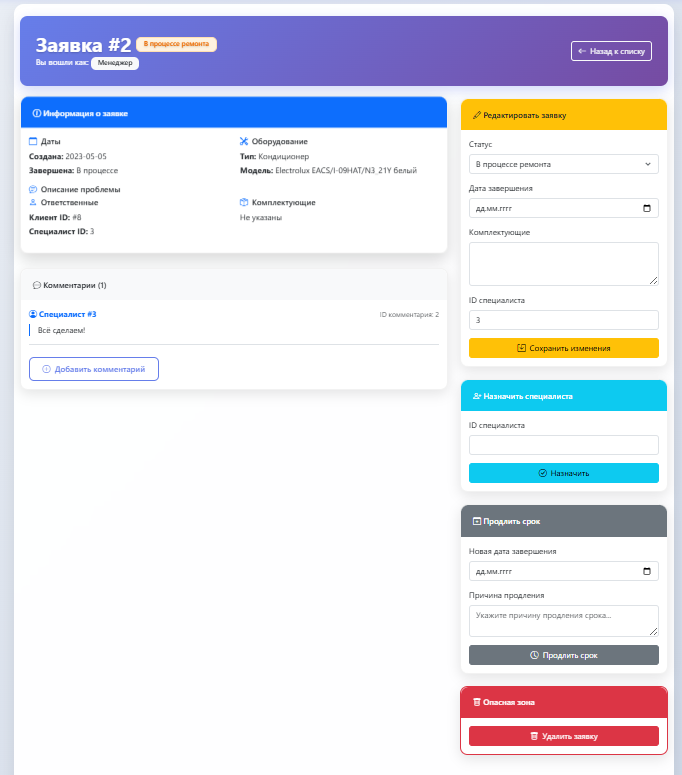 Заявка #2 В процессе ремонта
Вы вошли как: Менеджер
Назад к списку
Информация о заявке
Даты
Создана: 2023-05-05
Завершена: В процессе
Оборудование
Тип: Кондиционер
Модель: Electrolux EACS/I-09HAT/N3_21Y белый
Описание проблемы
Ответственные
Клиент ID: #8
Специалист ID: 3
Комплектующие
Не указаны
Комментарии (1)
Специалист #3
ID комментария: 2
Всё сделаем!
Добавить комментарий
Редактировать заявку
Статус
В процессе ремонта
Дата завершения
дд.мм.гггг
Комплектующие
ID специалиста
3
Сохранить изменения
Назначить специалиста
ID специалиста
Назначить
Продлить срок
Новая дата завершения
дд.мм.гггг
Причина продления
Укажите причину продления срока...
Продлить срок
Опасная зона
Удалить заявку